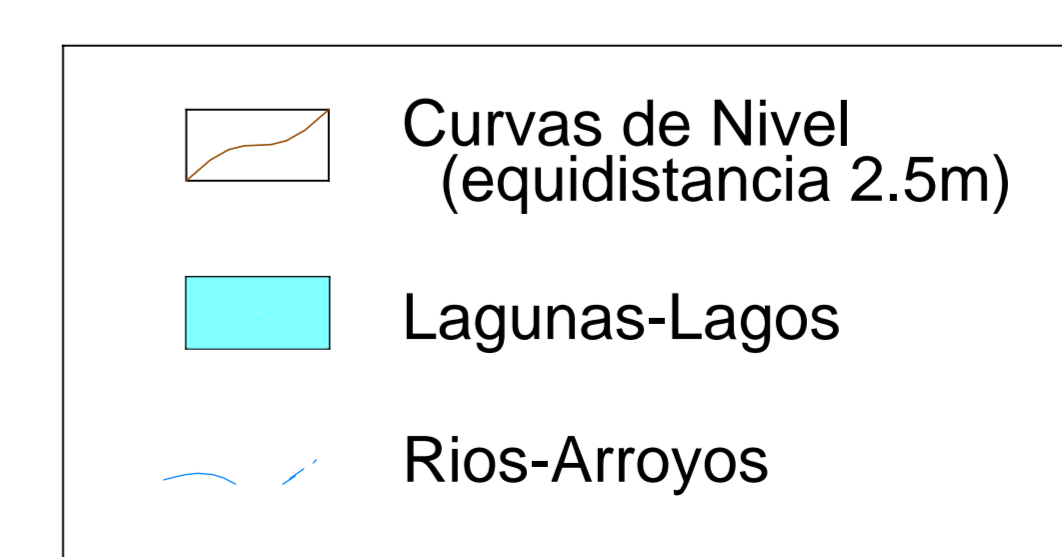 Curvas de Nivel
(equidistancia 2.5m)
Lagunas-Lagos
Rios-Arroyos